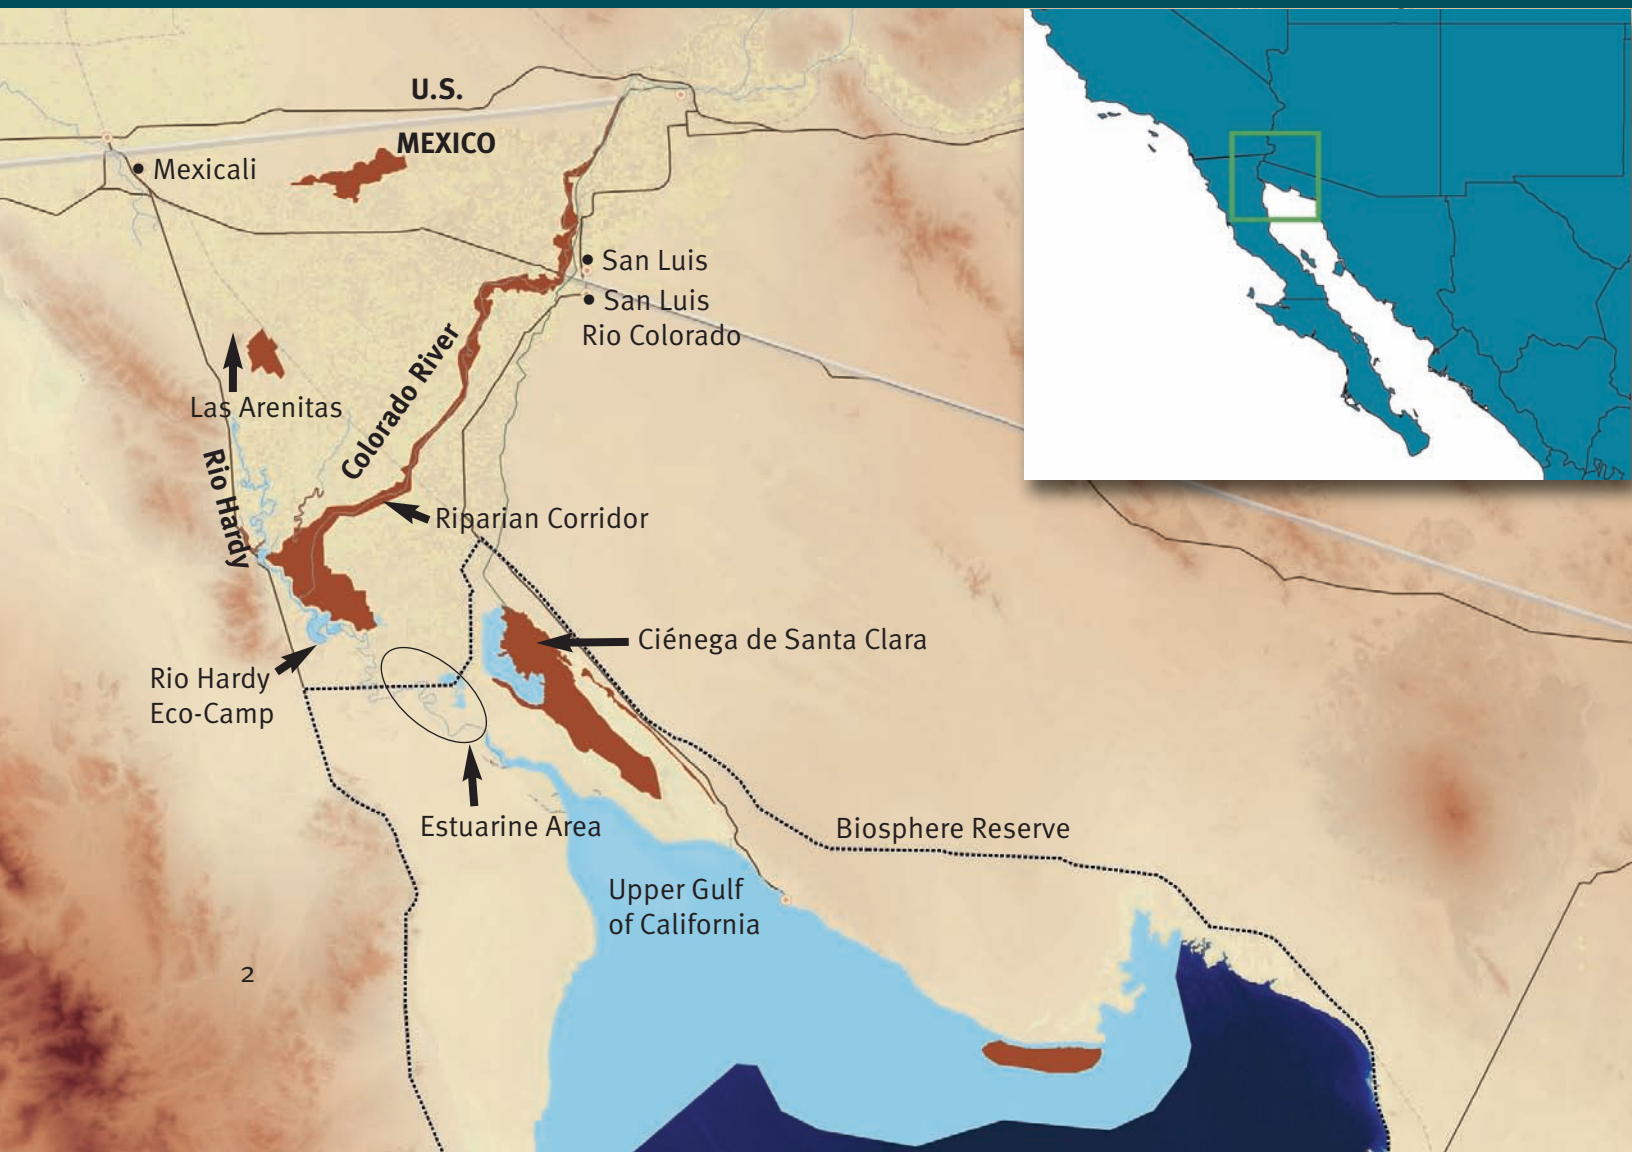 U.S.
MEXICO
Mexicali
San Luis
San Luis
Rio Colorado
Colorado River
Las Arenitas
Rio Hardy
Riparian Corridor
Ciénega de Santa Clara
Rio Hardy
Eco-Camp
Estuarine Area
Biosphere Reserve
Upper Gulf
of California
2